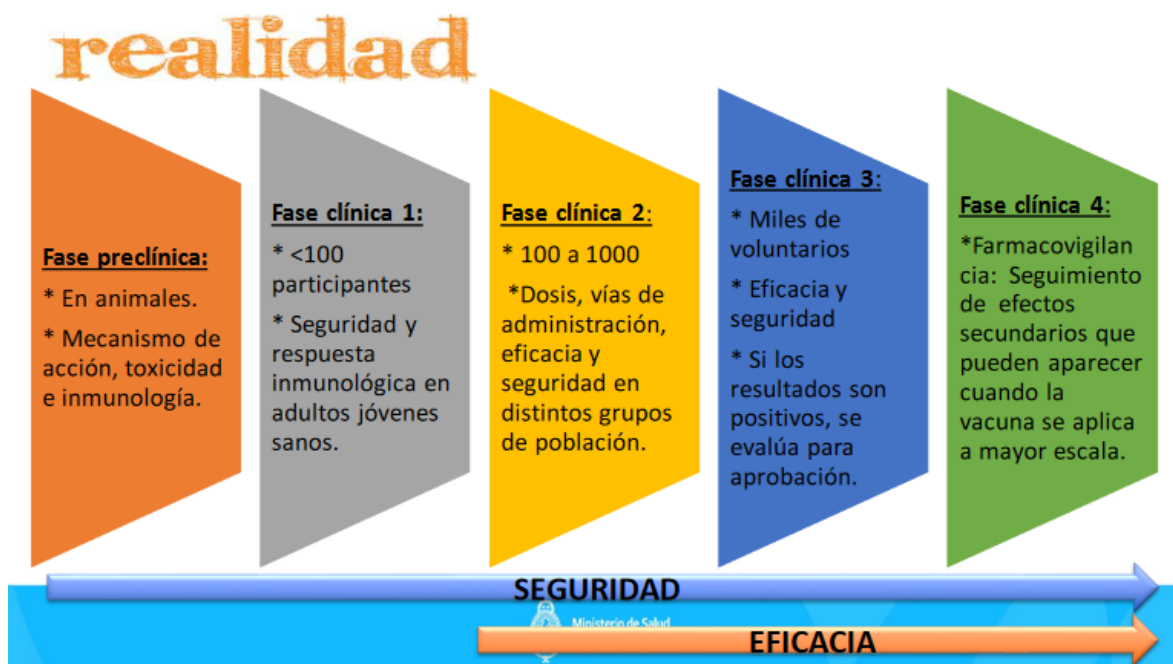 realidad
Fase preclínica:
* En animales.
* Mecanismo de
acción, toxicidad
e inmunología.
Fase clínica 1:
* <100
participantes
* Seguridad y
respuesta
inmunológica en
adultos jóvenes
sanos.
Fase clínica 2:
* 100 a 1000
*Dosis, vías de
administración,
eficacia y
seguridad en
distintos grupos
de población.
Fase clínica 3:
* Miles de
voluntarios
* Eficacia y
seguridad
* Si los
resultados son
positivos, se
evalúa para
aprobación.
Fase clínica 4:
*Farmacovigilan
cia: Seguimiento
de efectos
secundarios que
pueden aparecer
cuando la
vacuna se aplica
a mayor escala.
SEGURIDAD
Ministerio de Salud
EFICACIA